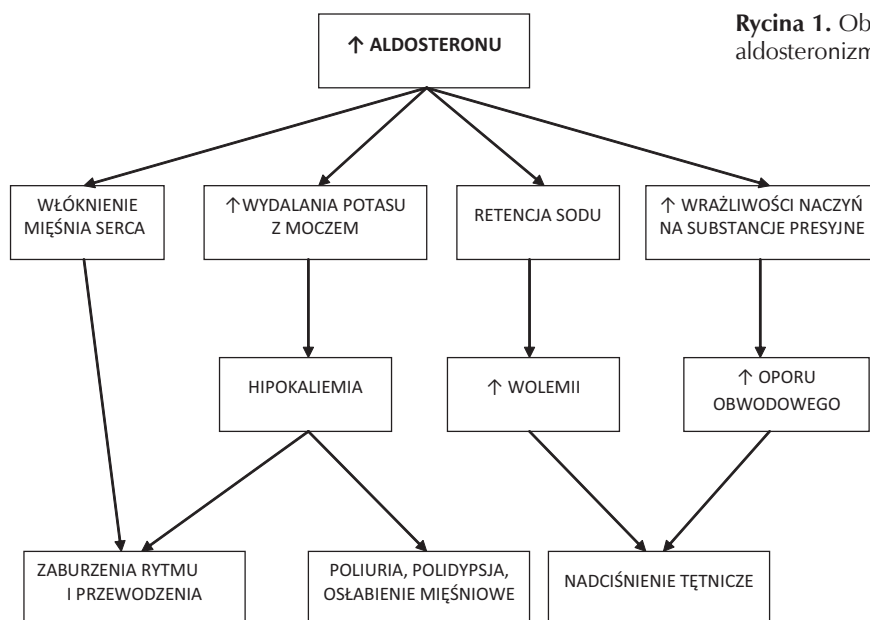 Rycina 1. Ob
aldosteronizm
↑ ALDOSTERONU
WŁÓKNIENIE
MIĘŚNIA SERCA
↑WYDALANIA POTASU
Z MOCZEM
RETENCJA SODU
↑ WRAŻLIWOŚCI NACZYŃ
NA SUBSTANCJE PRESYJNE
HIPOKALIEMIA
↑ WOLEMII
↑ OPORU
OBWODOWEGO
ZABURZENIA RYTMU
I PRZEWODZENIA
POLIURIA, POLIDYPSJA,
OSŁABIENIE MIĘŚNIOWE
NADCIŚNIENIE TĘTNICZE